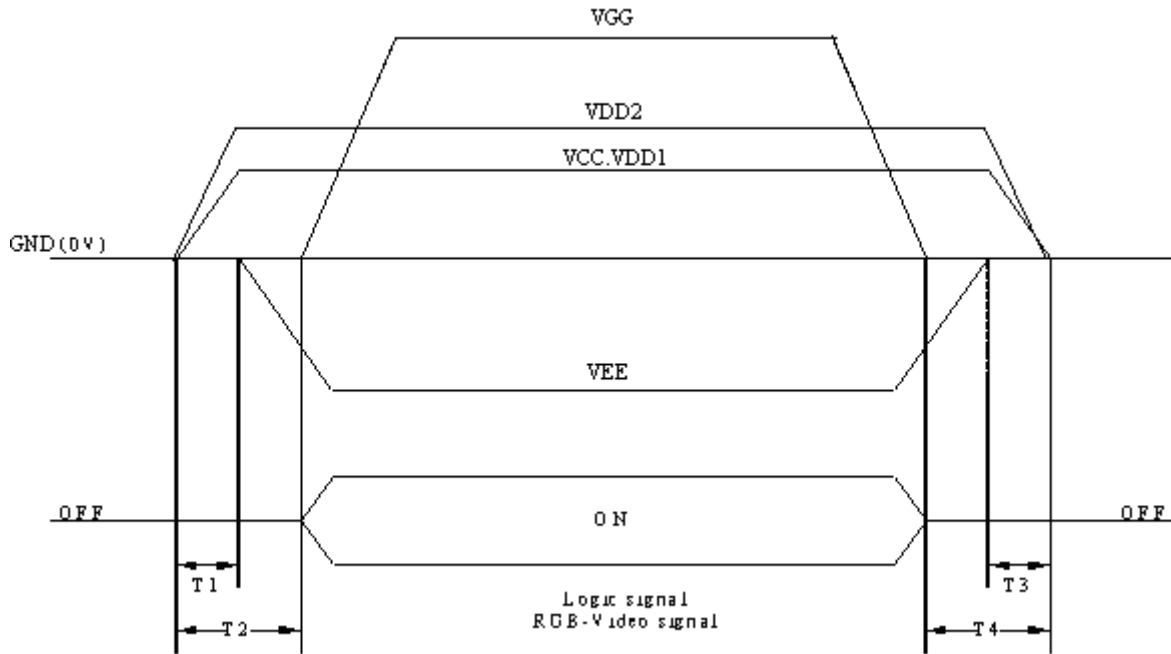 VGG
VDD2
VCC.VDD1
GND(0V)
VEE
OFF
ON
OFF
T1
T3
Logic signal
RGB-Video signal
T2
T4